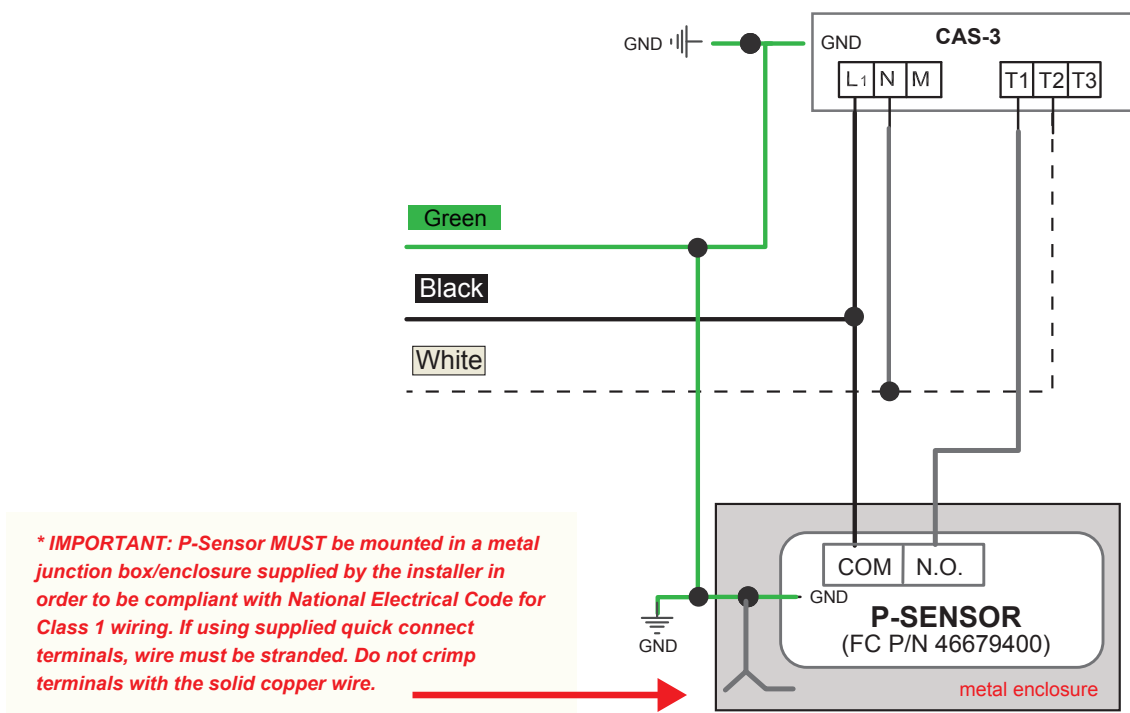 GND
GND
CAS-3
L1 N M
T1 T2 T3
Green
Black
White
* IMPORTANT: P-Sensor MUST be mounted in a metal
junction box/enclosure supplied by the installer in
order to be compliant with National Electrical Code for
Class 1 wiring. If using supplied quick connect
terminals, wire must be stranded. Do not crimp
terminals with the solid copper wire.
COM N.O.
GND
P-SENSOR
(FC P/N 46679400)
GND
metal enclosure